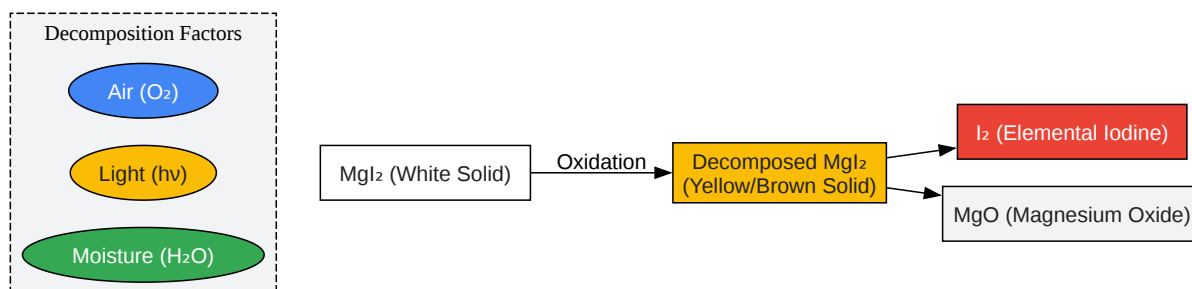 Decomposition Factors
Air (O₂)
Light (hν)
Moisture (H₂O)
MgI₂ (White Solid)
Oxidation
Decomposed MgI₂
(Yellow/Brown Solid)
I₂ (Elemental Iodine)
MgO (Magnesium Oxide)